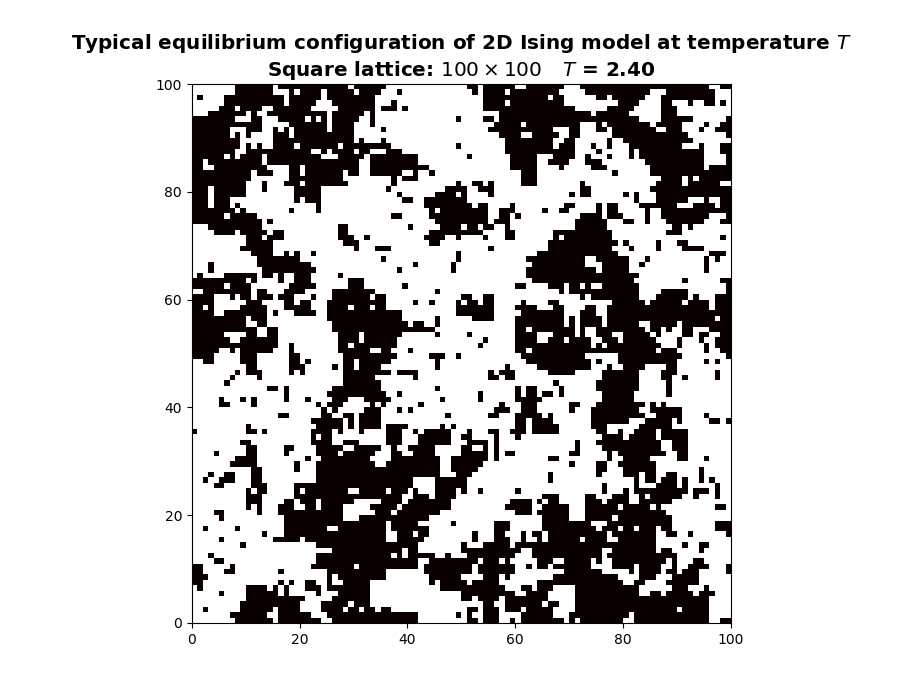 Typical equilibrium configuration of 2D Ising model at temperature T
Square lattice: 100 × 100 T = 2.40
100
80
60
40
20
0
0 20 40 60 80 100